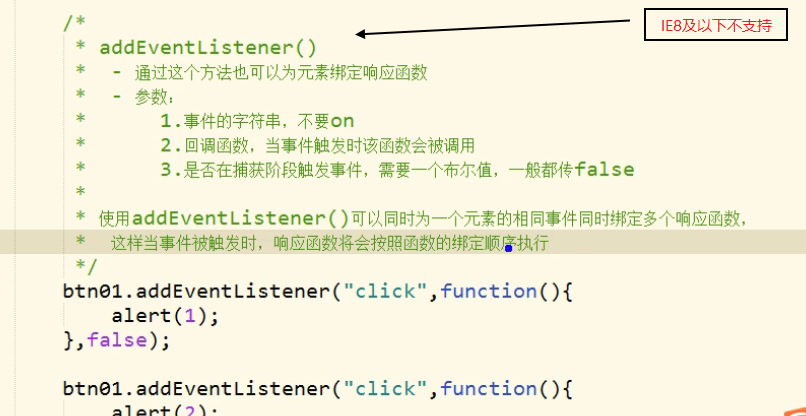 /*
IE8及以下不支持
* addEventListener()
* - 通过这个方法也可以为元素绑定响应函数
* - 参数:
* 1.事件的字符串，不要on
* 2.回调函数，当事件触发时该函数会被调用
* 3.是否在捕获阶段触发事件，需要一个布尔值，一般都传false
*
* 使用addEventListener()可以同时为一个元素的相同事件同时绑定多个响应函数，
* 这样当事件被触发时，响应函数将会按照函数的绑定顺序执行
*/
btn01.addEventListener("click",function(){
alert(1);
},false);
btn01.addEventListener("click",function(){
alert(2);